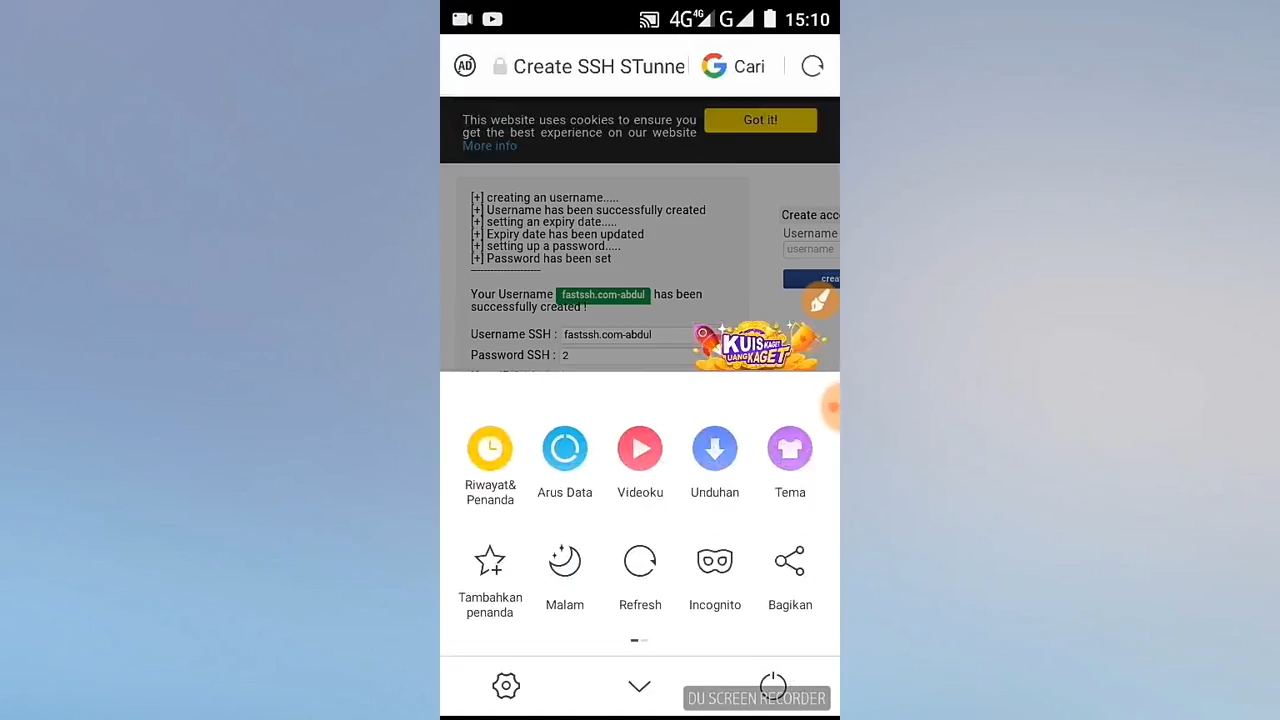 4G 4G G 15:10
AD Create SSH STunne Cari
This website uses cookies to ensure you
get the best experience on our website
More info
Got it!
[+] creating an username.....
[+] Username has been successfully created
[+] setting an expiry date.....
[+] Expiry date has been updated
[+] setting up a password.....
[+] Password has been set
----------------------
Your Username fastssh.com-abdul has been
successfully created !
Username SSH : fastssh.com-abdul
Password SSH : 2
Create acc
Username
username
crea
KUIS KAGET
UANG KAGET
Riwayat&
Penanda
Arus Data
Videoku
Unduhan
Tema
Tambahkan
penanda
Malam
Refresh
Incognito
Bagikan
DU SCREEN RECORDER